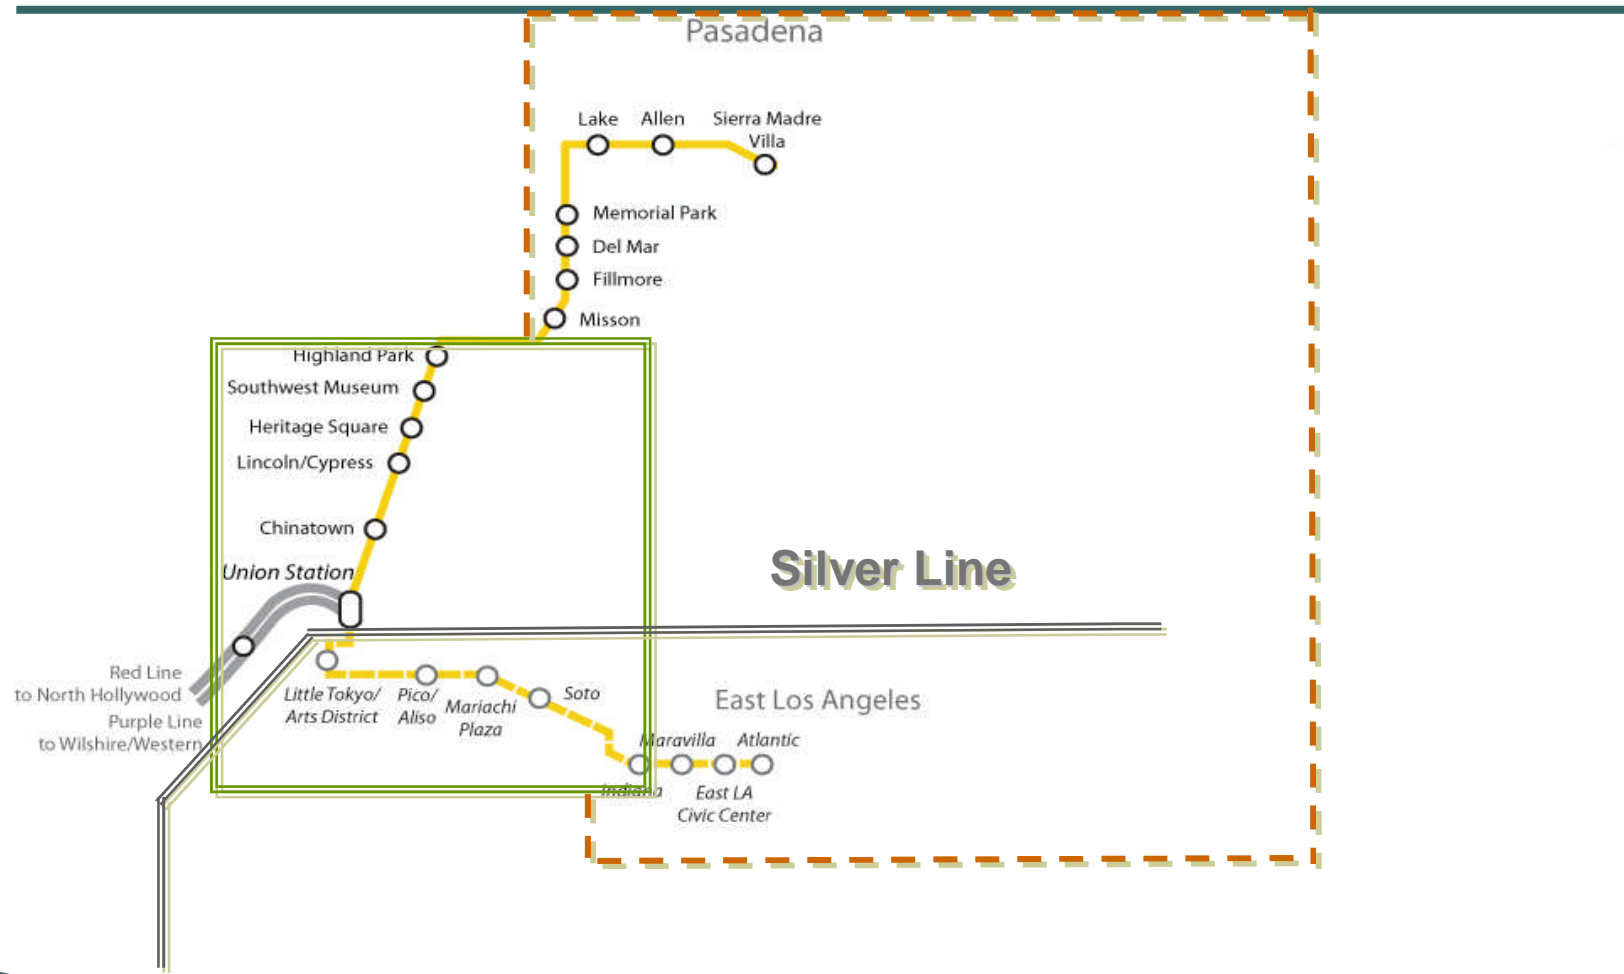 Pasadena
Lake
Allen
Sierra Madre
Villa
Memorial Park
Del Mar
Fillmore
Misson
Highland Park
Southwest Museum
Heritage Square
Lincoln/Cypress
Chinatown
Union Station
Silver Line
Red Line
to North Hollywood
Purple Line
to Wilshire/Western
Little Tokyo/
Arts District
Pico/
Aliso
Mariachi
Plaza
Soto
East Los Angeles
Maravilla
Atlantic
Indiana
East LA
Civic Center